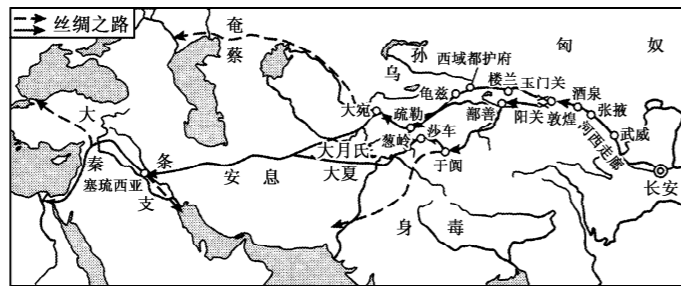 丝绸之路
奄蔡
乌孙
匈奴
西域都护府
楼兰
玉门关
龟兹
酒泉
大宛
疏勒
鄯善
张掖
大秦
莎车
阳关
敦煌
葱岭
武威
大月氏
河西走廊
条支
安息
大夏
于阗
长安
塞琉西亚
身毒